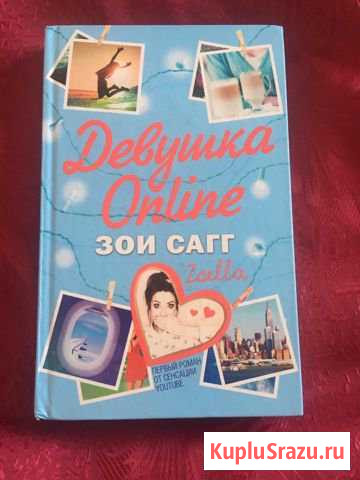 Девушка
Online
ЗОИ САГГ
Zoella
ПЕРВЫЙ РОМАН
ОТ СЕНСАЦИИ
YOUTUBE
KupluSrazu.ru